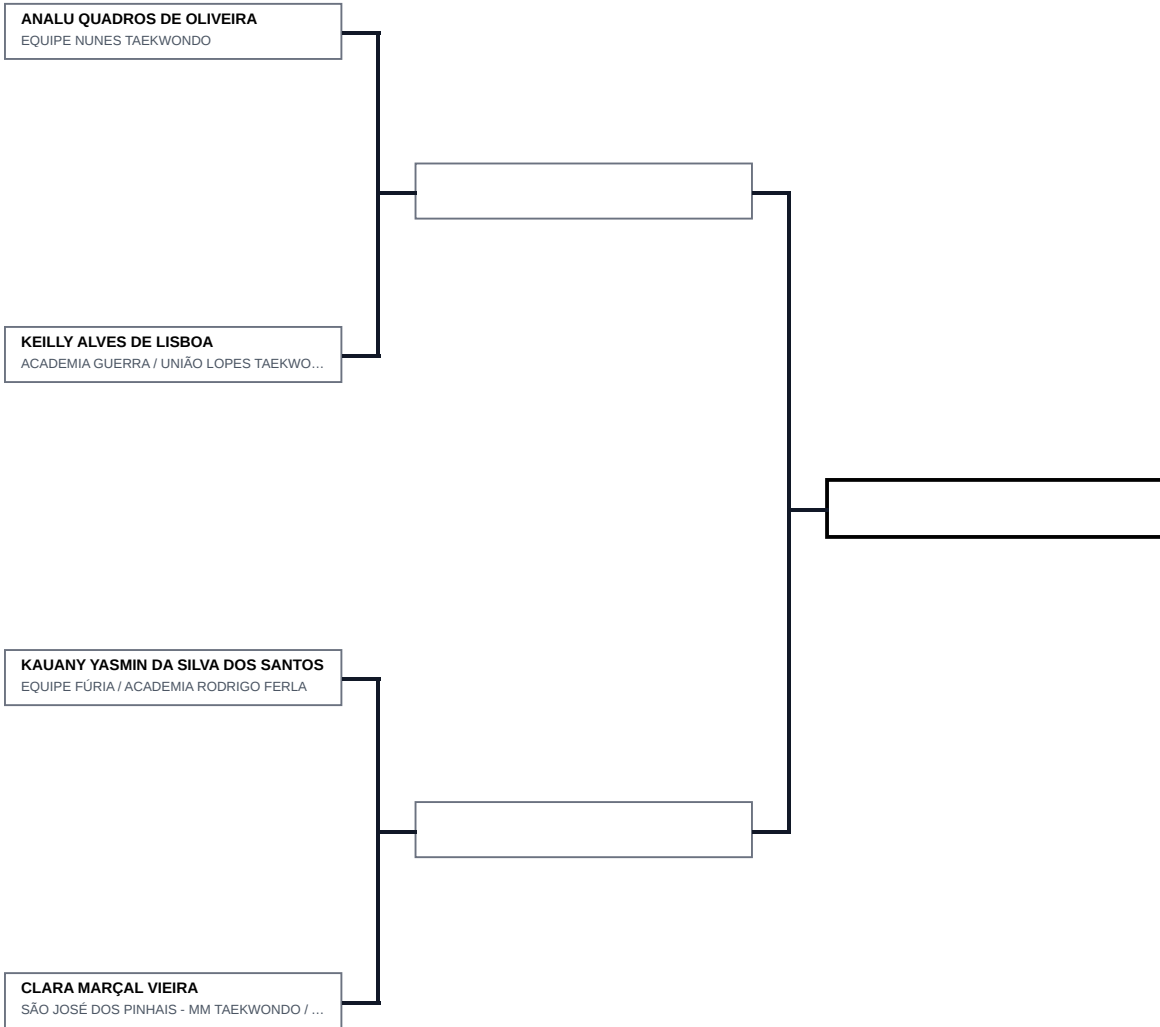 ANALU QUADROS DE OLIVEIRA
EQUIPE NUNES TAEKWONDO
KEILLY ALVES DE LISBOA
ACADEMIA GUERRA / UNIÃO LOPES TAEKWO…
KAUANY YASMIN DA SILVA DOS SANTOS
EQUIPE FÚRIA / ACADEMIA RODRIGO FERLA
CLARA MARÇAL VIEIRA
SÃO JOSÉ DOS PINHAIS - MM TAEKWONDO / …